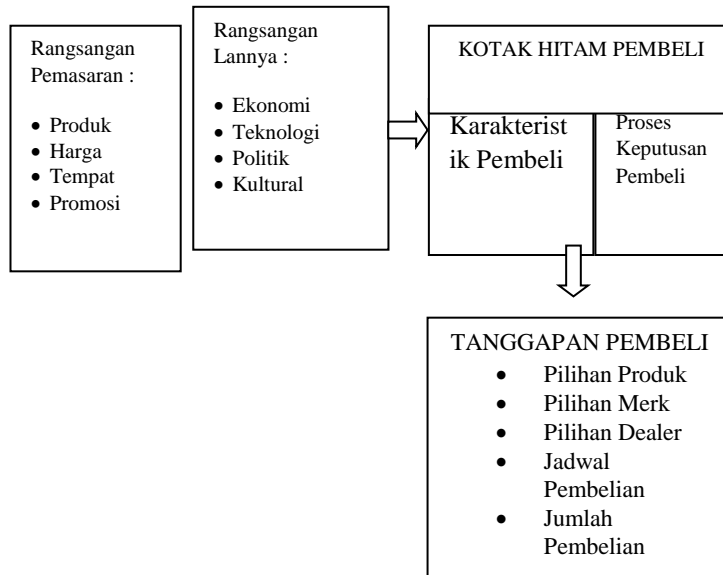 Rangsangan
Pemasaran :
• Produk
• Harga
• Tempat
• Promosi
Rangsangan
Lannya :
• Ekonomi
• Teknologi
• Politik
• Kultural
KOTAK HITAM PEMBELI
Karakterist
ik Pembeli
Proses
Keputusan
Pembeli
TANGGAPAN PEMBELI
• Pilihan Produk
• Pilihan Merk
• Pilihan Dealer
• Jadwal
Pembelian
• Jumlah
Pembelian